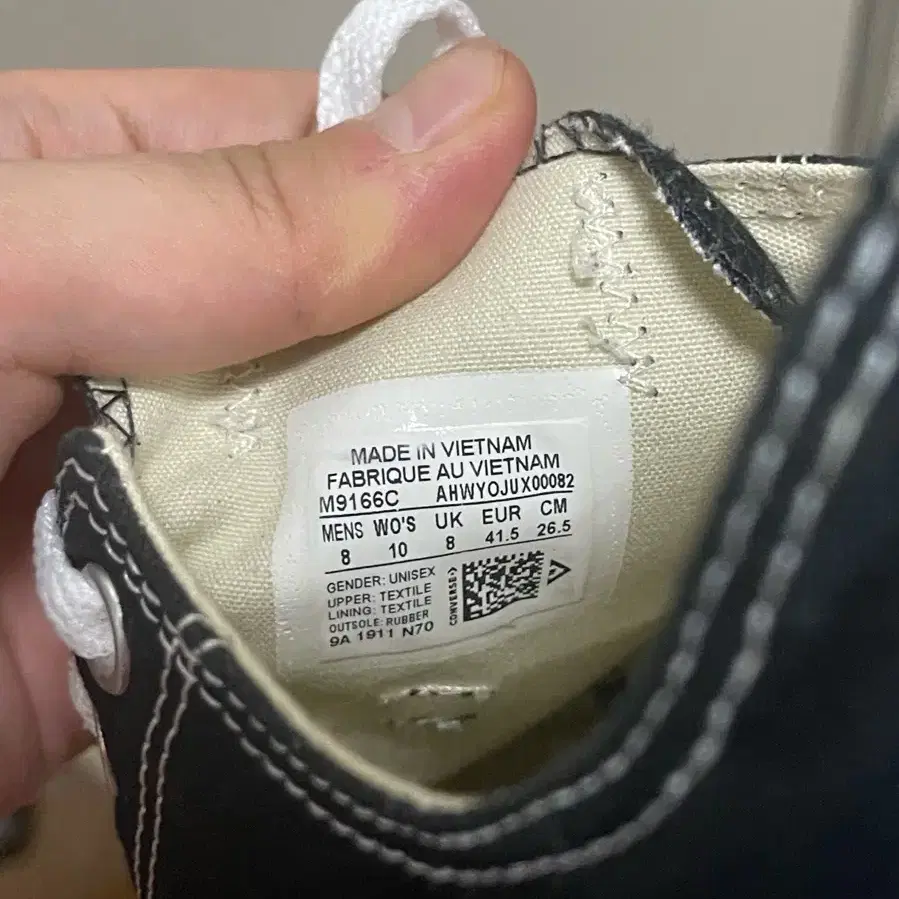 MADE IN VIETNAM
FABRIQUE AU VIETNAM
M9166C AHWYOJUX00082
MENS WO'S UK EUR CM
8 10 8 41.5 26.5
GENDER: UNISEX
UPPER: TEXTILE
LINING: TEXTILE
OUTSOLE: RUBBER
9A 1911 N70
CONVERSE